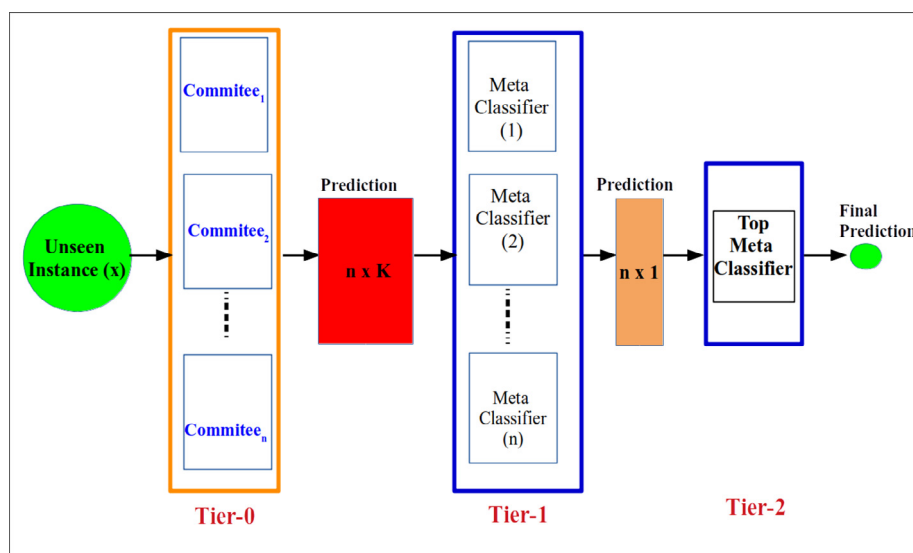 Unseen
Instance (x)
Commitee1
Commitee2
Commiteen
Tier-0
Prediction
n x K
Meta
Classifier
(1)
Meta
Classifier
(2)
Meta
Classifier
(n)
Tier-1
Prediction
n x 1
Top
Meta
Classifier
Tier-2
Final
Prediction